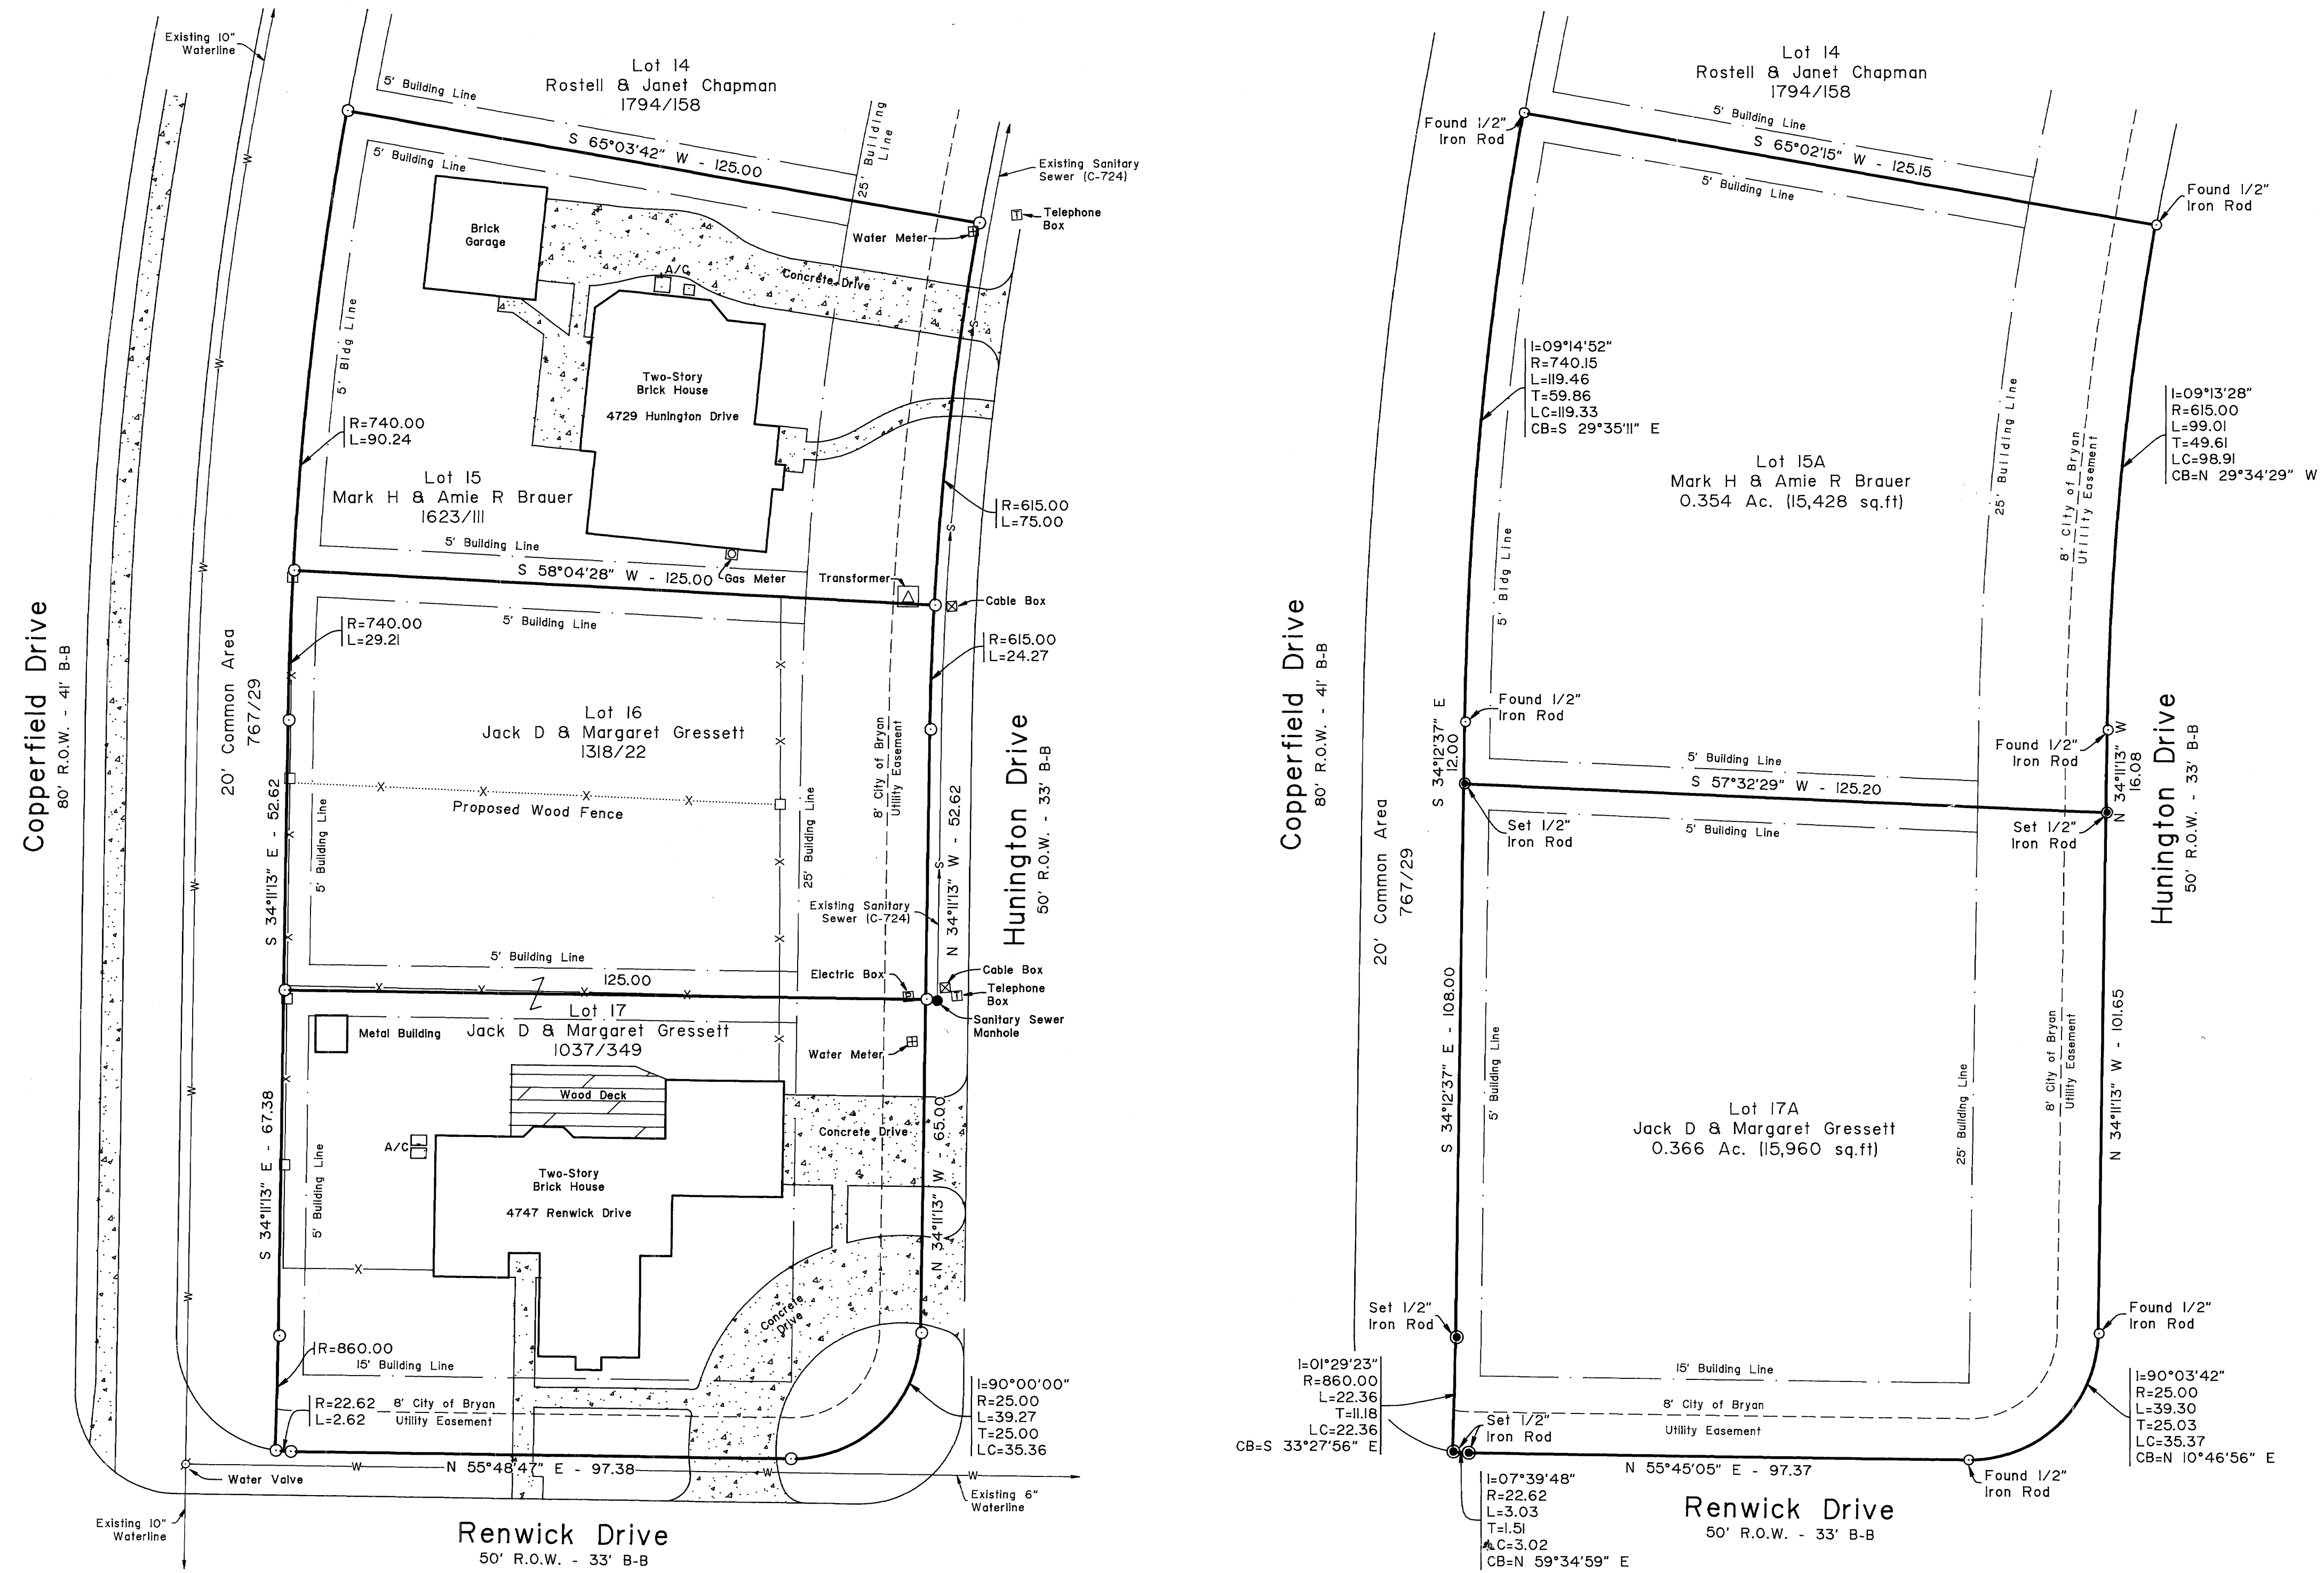 Existing 10"
Waterline
Lot 14
Rostell & Janet Chapman
1794/158
5' Building Line
25' Building
Line
S 65°03'42" W - 125.00
5' Building Line
Existing Sanitary
Sewer (C-724)
Telephone
Box
Water Meter
Brick
Garage
A/C
Concrete Drive
5' Bldg Line
Two-Story
Brick House
4729 Hunington Drive
R=740.00
L=90.24
Lot 15
Mark H & Amie R Brauer
1623/111
R=615.00
L=75.00
5' Building Line
S 58°04'28" W - 125.00
Gas Meter
Transformer
Cable Box
5' Building Line
R=740.00
L=29.21
R=615.00
L=24.27
Copperfield Drive
80' R.O.W. - 41' B-B
20' Common Area
767/29
Lot 16
Jack D & Margaret Gressett
1318/22
8' City of Bryan
Utility Easement
Hunington Drive
50' R.O.W. - 33' B-B
S 34°11'13" E - 52.62
5' Building Line
Proposed Wood Fence
25' Building Line
N 34°11'13" W - 52.62
Existing Sanitary
Sewer (C-724)
5' Building Line
125.00
Electric Box
Cable Box
Telephone
Box
Sanitary Sewer
Manhole
Lot 17
Jack D & Margaret Gressett
1037/349
Metal Building
Water Meter
Wood Deck
S 34°11'13" E - 67.38
5' Building Line
A/C
Two-Story
Brick House
4747 Renwick Drive
Concrete Drive
N 34°11'13" W - 65.00
Concrete
Drive
R=860.00
15' Building Line
R=22.62
L=2.62
8' City of Bryan
Utility Easement
I=90°00'00"
R=25.00
L=39.27
T=25.00
LC=35.36
N 55°48'47" E - 97.38
Water Valve
Existing 6"
Waterline
Existing 10"
Waterline
Renwick Drive
50' R.O.W. - 33' B-B
Lot 14
Rostell & Janet Chapman
1794/158
Found 1/2"
Iron Rod
5' Building Line
S 65°02'15" W - 125.15
5' Building Line
Found 1/2"
Iron Rod
I=09°14'52"
R=740.15
L=119.46
T=59.86
LC=119.33
CB=S 29°35'11" E
25' Building Line
8' City of Bryan
Utility Easement
I=09°13'28"
R=615.00
L=99.01
T=49.61
LC=98.91
CB=N 29°34'29" W
Lot 15A
Mark H & Amie R Brauer
0.354 Ac. (15,428 sq.ft)
5' Bldg Line
Copperfield Drive
80' R.O.W. - 41' B-B
20' Common Area
767/29
S 34°12'37" E
12.00
Found 1/2"
Iron Rod
Found 1/2"
Iron Rod
N 34°11'13" W
16.08
Hunington Drive
50' R.O.W. - 33' B-B
5' Building Line
S 57°32'29" W - 125.20
5' Building Line
Set 1/2"
Iron Rod
Set 1/2"
Iron Rod
S 34°12'37" E - 108.00
5' Building Line
Lot 17A
Jack D & Margaret Gressett
0.366 Ac. (15,960 sq.ft)
25' Building Line
8' City of Bryan
Utility Easement
N 34°11'13" W - 101.65
Set 1/2"
Iron Rod
Found 1/2"
Iron Rod
I=01°29'23"
R=860.00
L=22.36
T=11.18
LC=22.36
CB=S 33°27'56" E
15' Building Line
8' City of Bryan
Utility Easement
Set 1/2"
Iron Rod
I=90°03'42"
R=25.00
L=39.30
T=25.03
LC=35.37
CB=N 10°46'56" E
N 55°45'05" E - 97.37
Found 1/2"
Iron Rod
I=07°39'48"
R=22.62
L=3.03
T=1.51
LC=3.02
CB=N 59°34'59" E
Renwick Drive
50' R.O.W. - 33' B-B